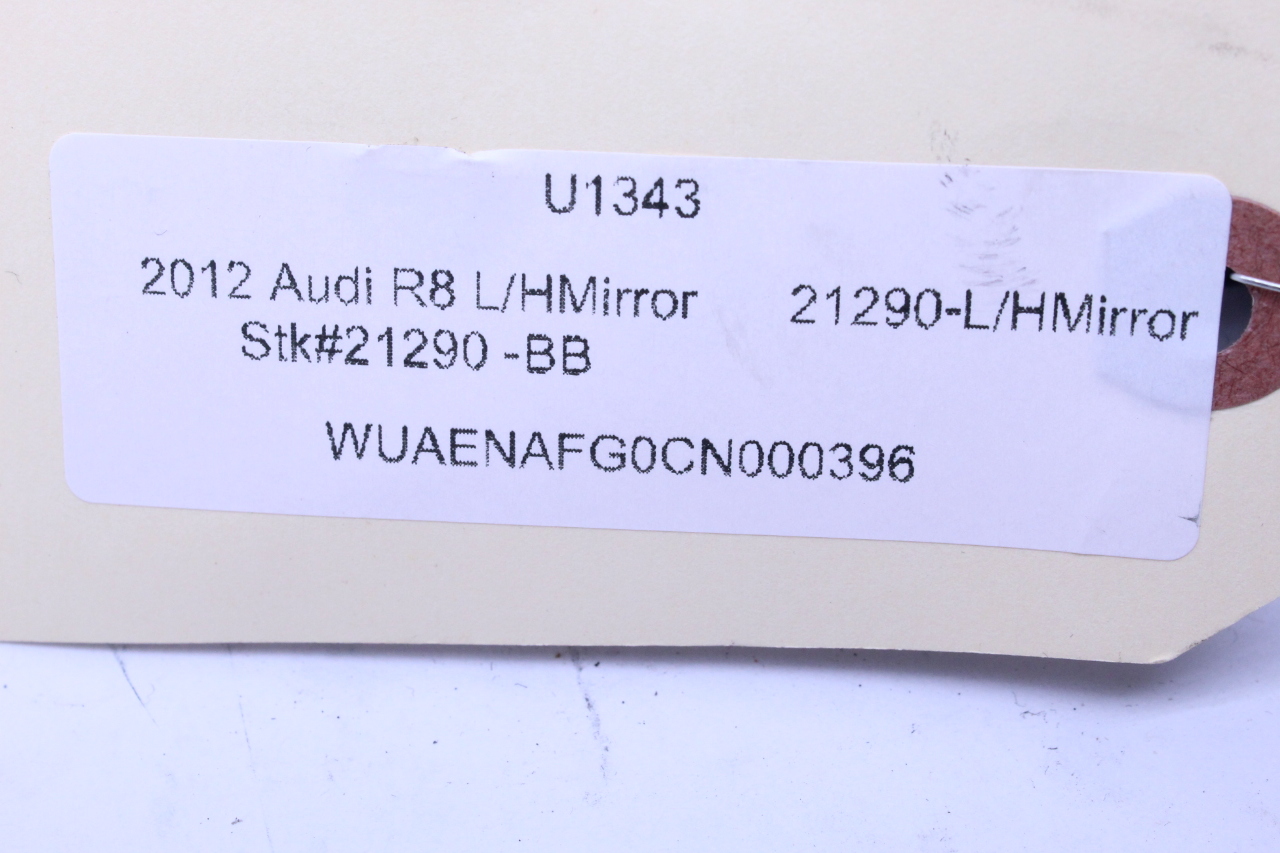 U1343
2012 Audi R8 L/HMirror 21290-L/HMirror
Stk#21290 -BB
WUAENAFG0CN000396